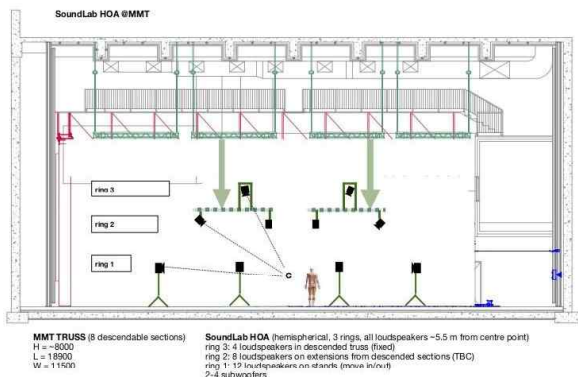 SoundLab HOA @MMT
ring 3
ring 2
ring 1
C
MMT TRUSS (8 descendable sections)
H = ~8000
L = 18900
W = 11500
SoundLab HOA (hemispherical, 3 rings, all loudspeakers ~5.5 m from centre point)
ring 3: 4 loudspeakers in descended truss (fixed)
ring 2: 8 loudspeakers on extensions from descended sections (TBC)
ring 1: 12 loudspeakers on stands (move in/out)
2-4 subwoofers